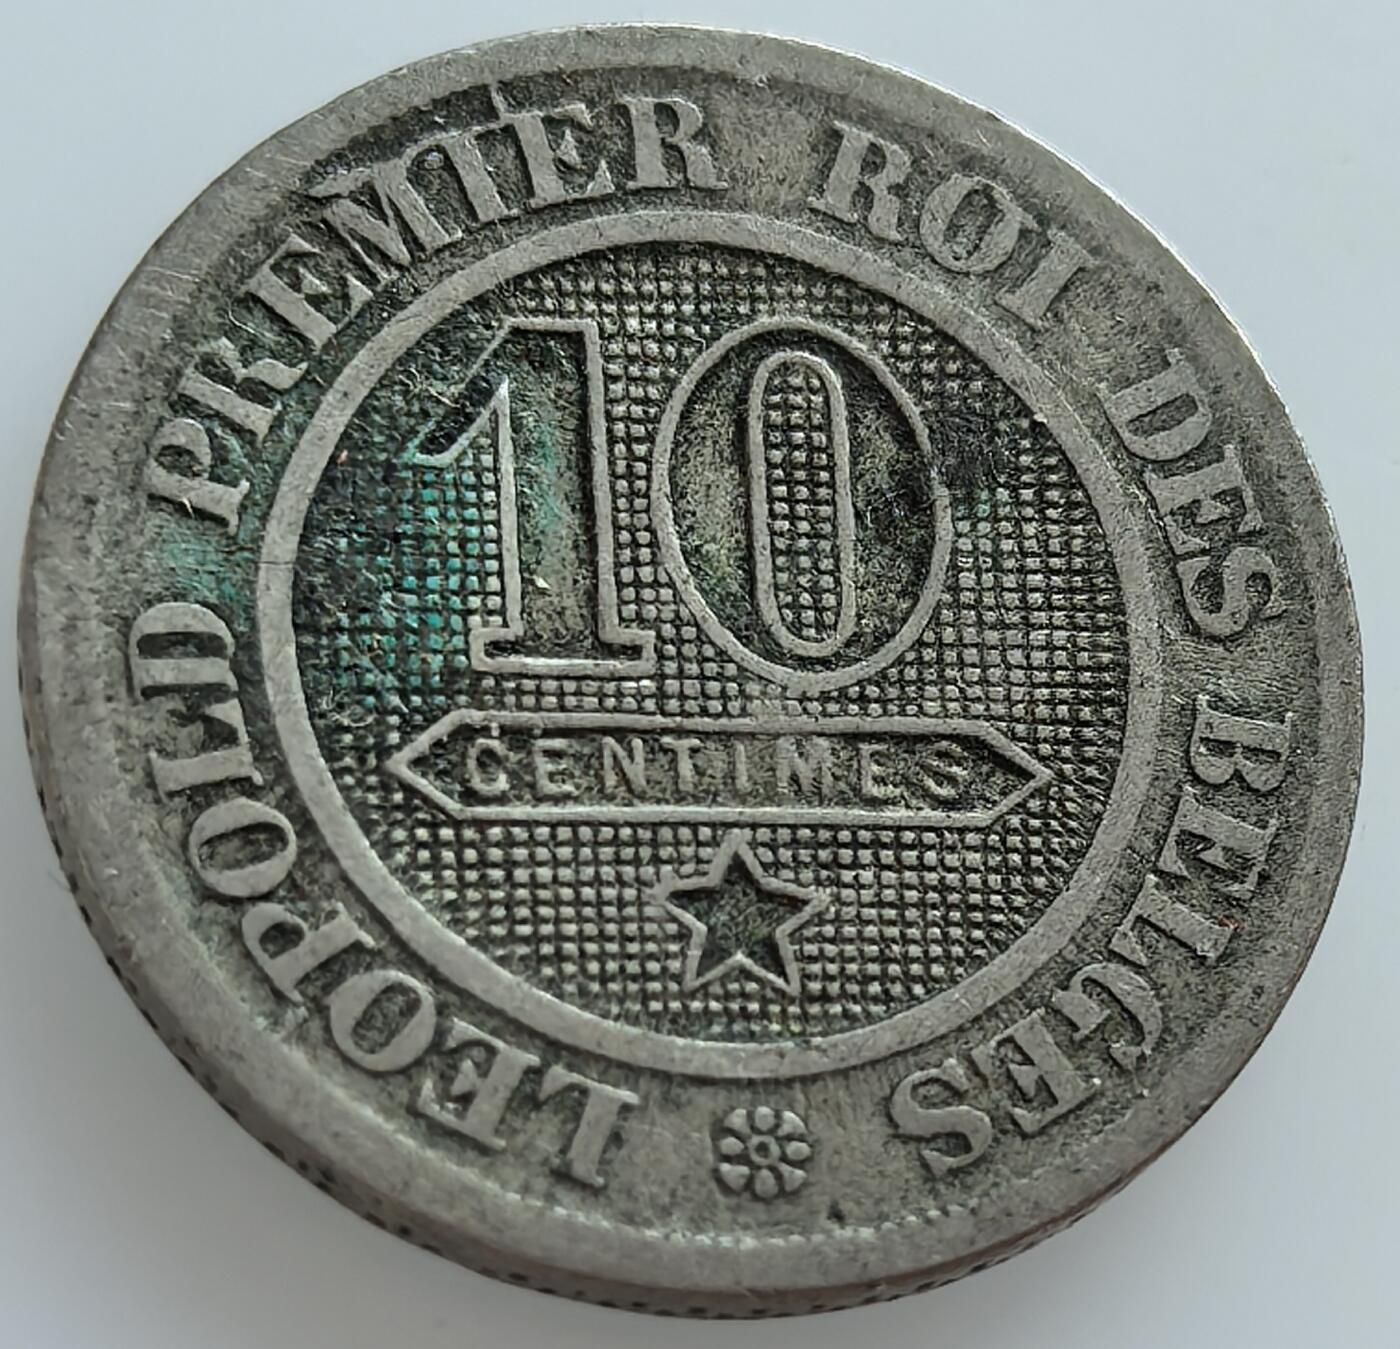 LEOPOLD PREMIER ROI DES BELGES
10
CENTIMES